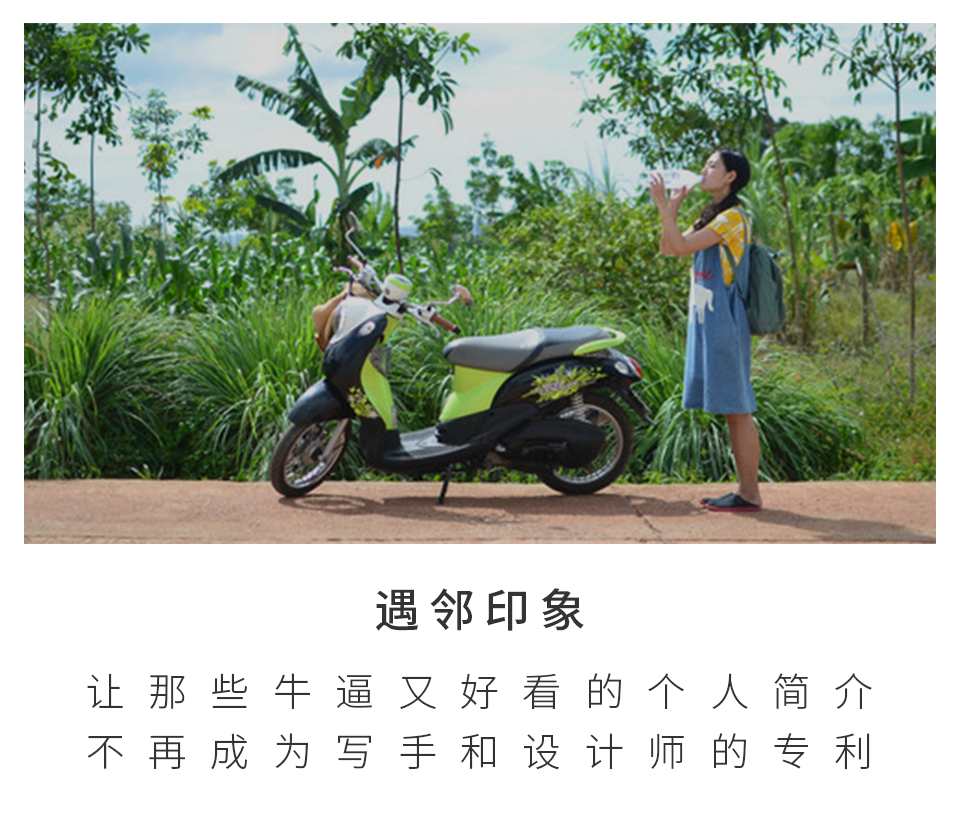 遇邻印象
让那些牛逼又好看的个人简介
不再成为写手和设计师的专利